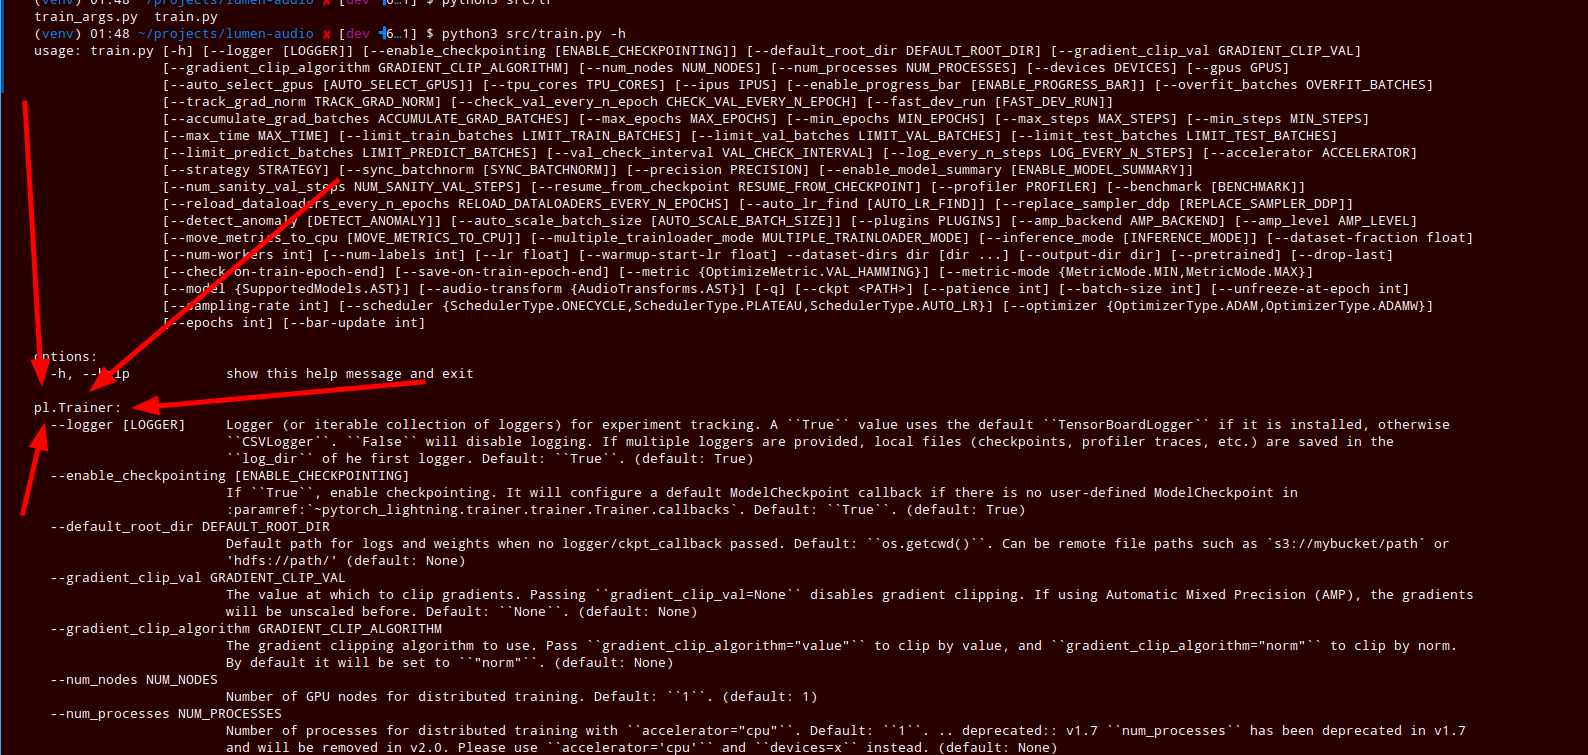 (venv) 01:48 ~/projects/lumen-audio ✘ [dev 6…1] $ python3 src/tr
train_args.py  train.py
(venv) 01:48 ~/projects/lumen-audio ✘ [dev 6…1] $ python3 src/train.py -h
usage: train.py [-h] [--logger [LOGGER]] [--enable_checkpointing [ENABLE_CHECKPOINTING]] [--default_root_dir DEFAULT_ROOT_DIR] [--gradient_clip_val GRADIENT_CLIP_VAL]
[--gradient_clip_algorithm GRADIENT_CLIP_ALGORITHM] [--num_nodes NUM_NODES] [--num_processes NUM_PROCESSES] [--devices DEVICES] [--gpus GPUS]
[--auto_select_gpus [AUTO_SELECT_GPUS]] [--tpu_cores TPU_CORES] [--ipus IPUS] [--enable_progress_bar [ENABLE_PROGRESS_BAR]] [--overfit_batches OVERFIT_BATCHES]
[--track_grad_norm TRACK_GRAD_NORM] [--check_val_every_n_epoch CHECK_VAL_EVERY_N_EPOCH] [--fast_dev_run [FAST_DEV_RUN]]
[--accumulate_grad_batches ACCUMULATE_GRAD_BATCHES] [--max_epochs MAX_EPOCHS] [--min_epochs MIN_EPOCHS] [--max_steps MAX_STEPS] [--min_steps MIN_STEPS]
[--max_time MAX_TIME] [--limit_train_batches LIMIT_TRAIN_BATCHES] [--limit_val_batches LIMIT_VAL_BATCHES] [--limit_test_batches LIMIT_TEST_BATCHES]
[--limit_predict_batches LIMIT_PREDICT_BATCHES] [--val_check_interval VAL_CHECK_INTERVAL] [--log_every_n_steps LOG_EVERY_N_STEPS] [--accelerator ACCELERATOR]
[--strategy STRATEGY] [--sync_batchnorm [SYNC_BATCHNORM]] [--precision PRECISION] [--enable_model_summary [ENABLE_MODEL_SUMMARY]]
[--num_sanity_val_steps NUM_SANITY_VAL_STEPS] [--resume_from_checkpoint RESUME_FROM_CHECKPOINT] [--profiler PROFILER] [--benchmark [BENCHMARK]]
[--reload_dataloaders_every_n_epochs RELOAD_DATALOADERS_EVERY_N_EPOCHS] [--auto_lr_find [AUTO_LR_FIND]] [--replace_sampler_ddp [REPLACE_SAMPLER_DDP]]
[--detect_anomaly [DETECT_ANOMALY]] [--auto_scale_batch_size [AUTO_SCALE_BATCH_SIZE]] [--plugins PLUGINS] [--amp_backend AMP_BACKEND] [--amp_level AMP_LEVEL]
[--move_metrics_to_cpu [MOVE_METRICS_TO_CPU]] [--multiple_trainloader_mode MULTIPLE_TRAINLOADER_MODE] [--inference_mode [INFERENCE_MODE]] [--dataset-fraction float]
[--num-workers int] [--num-labels int] [--lr float] [--warmup-start-lr float] --dataset-dirs dir [dir ...] [--output-dir dir] [--pretrained] [--drop-last]
[--check-on-train-epoch-end] [--save-on-train-epoch-end] [--metric {OptimizeMetric.VAL_HAMMING}] [--metric-mode {MetricMode.MIN,MetricMode.MAX}]
[--model {SupportedModels.AST}] [--audio-transform {AudioTransforms.AST}] [-q] [--ckpt <PATH>] [--patience int] [--batch-size int] [--unfreeze-at-epoch int]
[--sampling-rate int] [--scheduler {SchedulerType.ONECYCLE,SchedulerType.PLATEAU,SchedulerType.AUTO_LR}] [--optimizer {OptimizerType.ADAM,OptimizerType.ADAMW}]
[--epochs int] [--bar-update int]
options:
-h, --help            show this help message and exit
pl.Trainer:
--logger [LOGGER]     Logger (or iterable collection of loggers) for experiment tracking. A ``True`` value uses the default ``TensorBoardLogger`` if it is installed, otherwise
``CSVLogger``. ``False`` will disable logging. If multiple loggers are provided, local files (checkpoints, profiler traces, etc.) are saved in the
``log_dir`` of he first logger. Default: ``True``. (default: True)
--enable_checkpointing [ENABLE_CHECKPOINTING]
If ``True``, enable checkpointing. It will configure a default ModelCheckpoint callback if there is no user-defined ModelCheckpoint in
:paramref:`~pytorch_lightning.trainer.trainer.Trainer.callbacks`. Default: ``True``. (default: True)
--default_root_dir DEFAULT_ROOT_DIR
Default path for logs and weights when no logger/ckpt_callback passed. Default: ``os.getcwd()``. Can be remote file paths such as `s3://mybucket/path` or
'hdfs://path/' (default: None)
--gradient_clip_val GRADIENT_CLIP_VAL
The value at which to clip gradients. Passing ``gradient_clip_val=None`` disables gradient clipping. If using Automatic Mixed Precision (AMP), the gradients
will be unscaled before. Default: ``None``. (default: None)
--gradient_clip_algorithm GRADIENT_CLIP_ALGORITHM
The gradient clipping algorithm to use. Pass ``gradient_clip_algorithm="value"`` to clip by value, and ``gradient_clip_algorithm="norm"`` to clip by norm.
By default it will be set to ``"norm"``. (default: None)
--num_nodes NUM_NODES
Number of GPU nodes for distributed training. Default: ``1``. (default: 1)
--num_processes NUM_PROCESSES
Number of processes for distributed training with ``accelerator="cpu"``. Default: ``1``. .. deprecated:: v1.7 ``num_processes`` has been deprecated in v1.7
and will be removed in v2.0. Please use ``accelerator='cpu'`` and ``devices=x`` instead. (default: None)